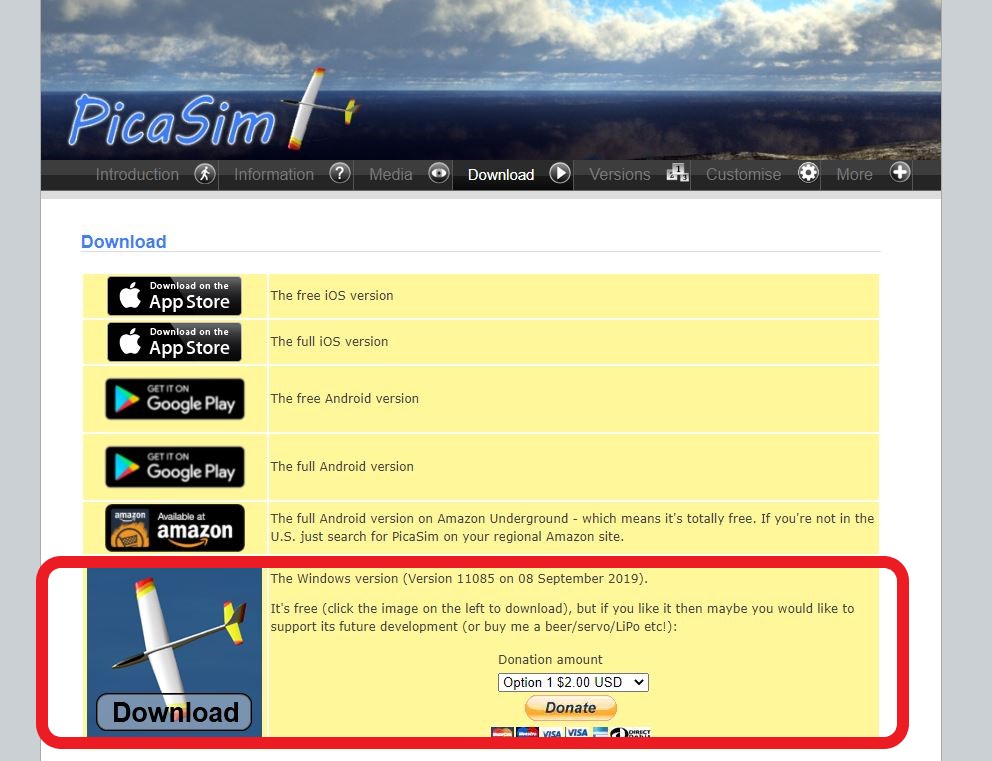 PicaSim
Introduction Information ? Media Download Versions 1 2 3 Customise More
Download
Download on the
App Store
The free iOS version
Download on the
App Store
The full iOS version
GET IT ON
Google Play
The free Android version
GET IT ON
Google Play
The full Android version
amazon
Available at
amazon
The full Android version on Amazon Underground - which means it's totally free. If you're not in the
U.S. just search for PicaSim on your regional Amazon site.
The Windows version (Version 11085 on 08 September 2019).
It's free (click the image on the left to download), but if you like it then maybe you would like to
support its future development (or buy me a beer/servo/LiPo etc!):
Donation amount
Option 1 $2.00 USD
Download
Donate
VISA VISA DIRECT